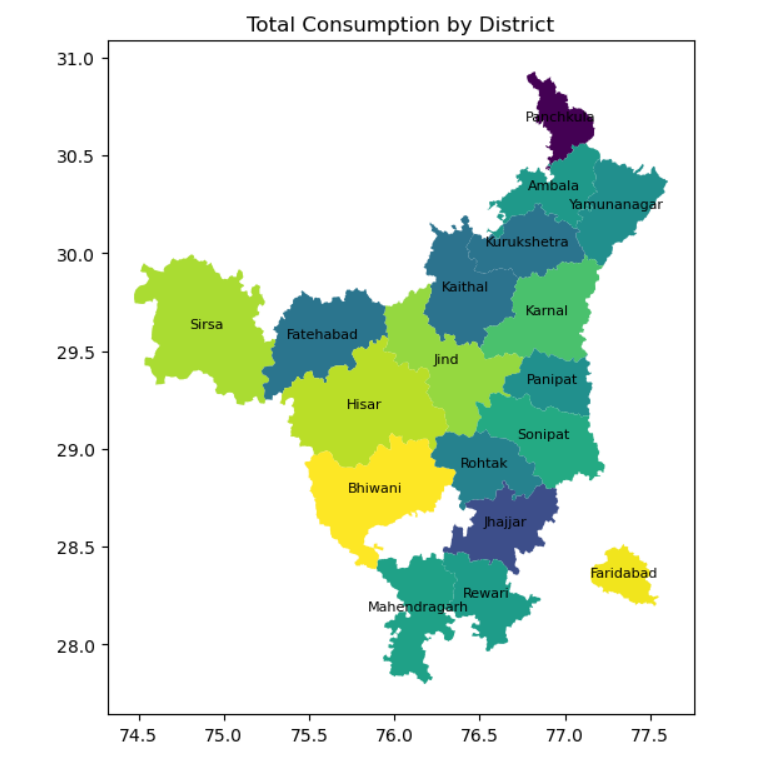 Total Consumption by District
31.0
30.5
30.0
29.5
29.0
28.5
28.0
Panchkula
Ambala
Yamunanagar
Kurukshetra
Kaithal
Karnal
Sirsa
Fatehabad
Jind
Panipat
Hisar
Sonipat
Rohtak
Bhiwani
Jhajjar
Faridabad
Rewari
Mahendragarh
74.5 75.0 75.5 76.0 76.5 77.0 77.5